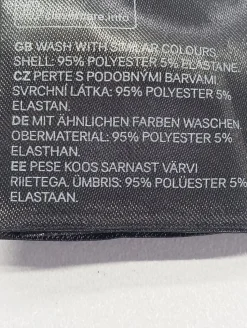 clevercare.info
GB WASH WITH SIMILAR COLOURS.
SHELL: 95% POLYESTER 5% ELASTANE.
CZ PERTE S PODOBNÝMI BARVAMI.
SVRCHNÍ LÁTKA: 95% POLYESTER 5%
ELASTAN.
DE MIT ÄHNLICHEN FARBEN WASCHEN.
OBERMATERIAL: 95% POLYESTER 5%
ELASTHAN.
EE PESE KOOS SARNAST VÄRVI
RIIETEGA. ÜMBRIS: 95% POLÜESTER 5%
ELASTAAN.